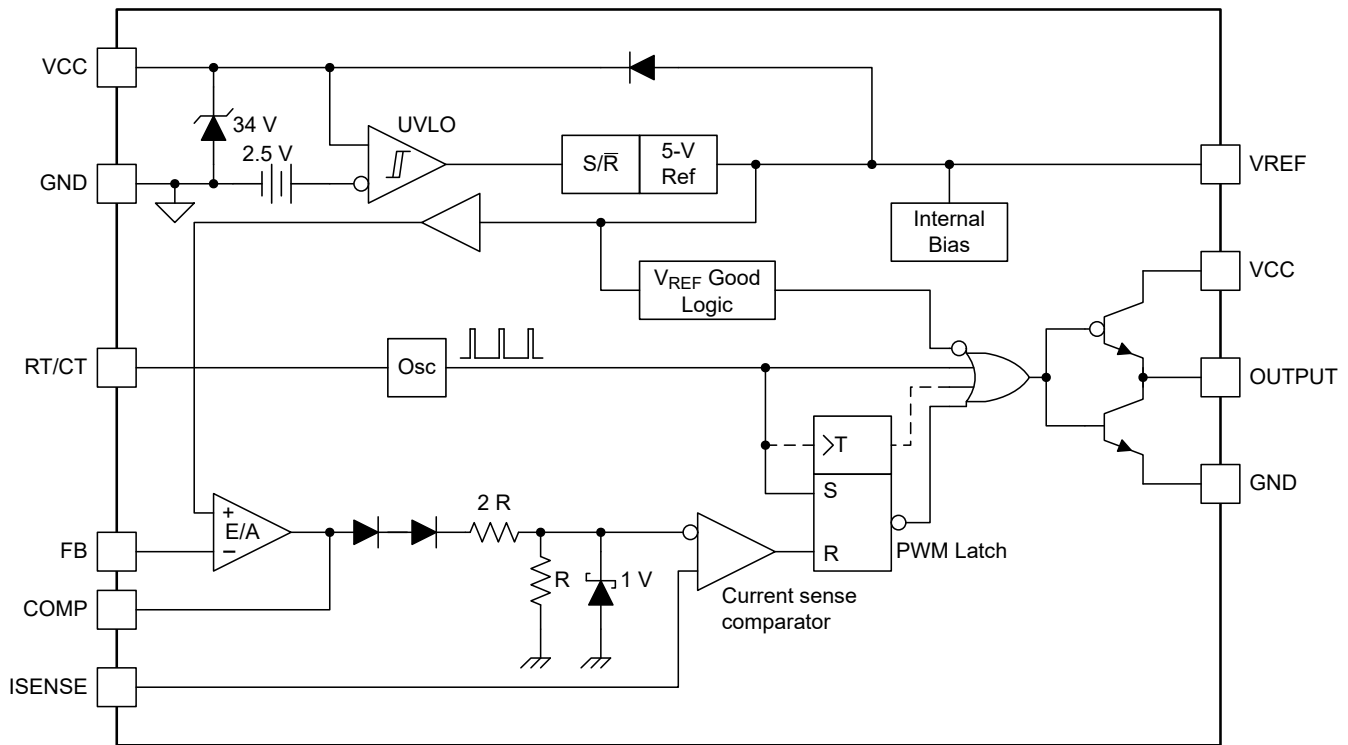 VCC
34 V
2.5 V
UVLO
GND
S/R̅
5-V
Ref
VREF
Internal
Bias
V_REF Good
Logic
VCC
RT/CT
Osc
OUTPUT
>T
S
R
PWM Latch
GND
+
E/A
−
FB
COMP
2 R
R
1 V
Current sense
comparator
ISENSE